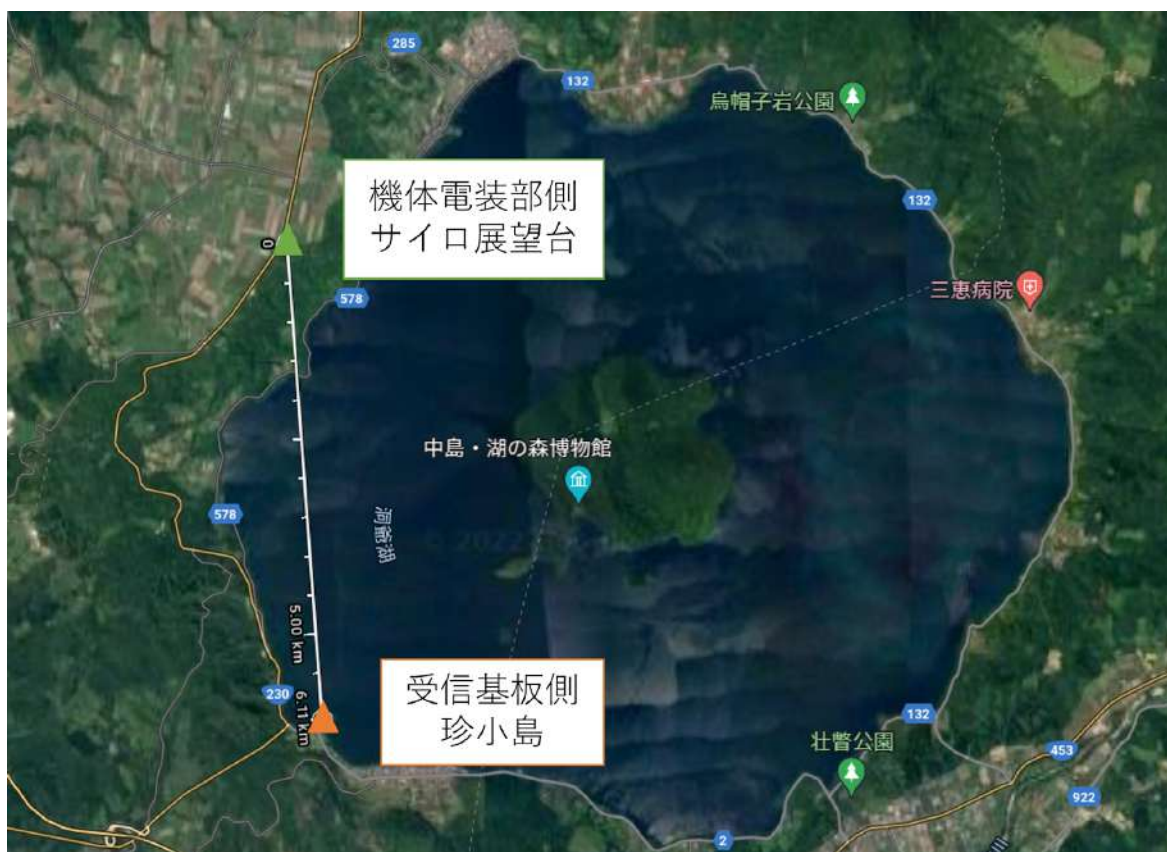 285
132
烏帽子岩公園
機体電装部側
サイロ展望台
132
0
578
三恵病院
中島・湖の森博物館
578
洞爺湖
© 2022
5.00 km
受信基板側
珍小島
230
6.11 km
132
壮瞥公園
453
922
2